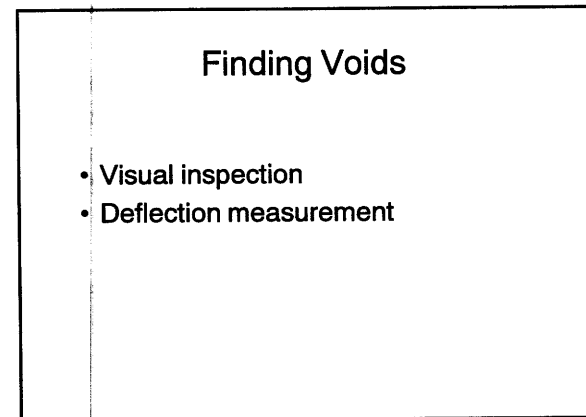 Finding Voids
• Visual inspection
• Deflection measurement